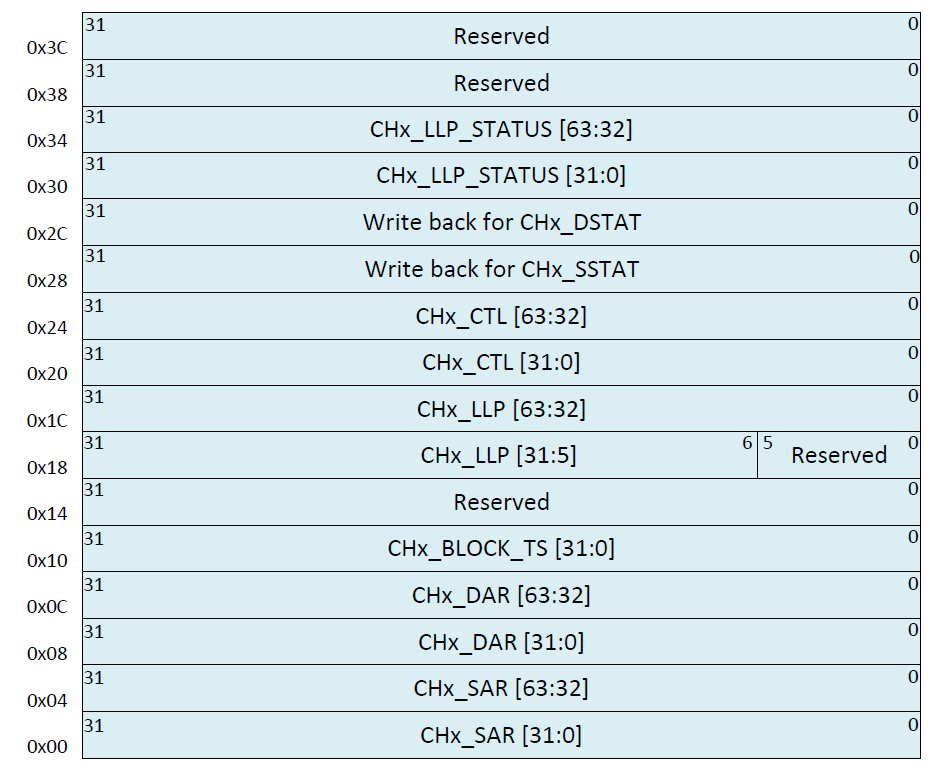 31 Reserved 0
0x3C
31 Reserved 0
0x38
31 CHx_LLP_STATUS [63:32] 0
0x34
31 CHx_LLP_STATUS [31:0] 0
0x30
31 Write back for CHx_DSTAT 0
0x2C
31 Write back for CHx_SSTAT 0
0x28
31 CHx_CTL [63:32] 0
0x24
31 CHx_CTL [31:0] 0
0x20
31 CHx_LLP [63:32] 0
0x1C
31 CHx_LLP [31:5] 6 5 Reserved 0
0x18
31 Reserved 0
0x14
31 CHx_BLOCK_TS [31:0] 0
0x10
31 CHx_DAR [63:32] 0
0x0C
31 CHx_DAR [31:0] 0
0x08
31 CHx_SAR [63:32] 0
0x04
31 CHx_SAR [31:0] 0
0x00